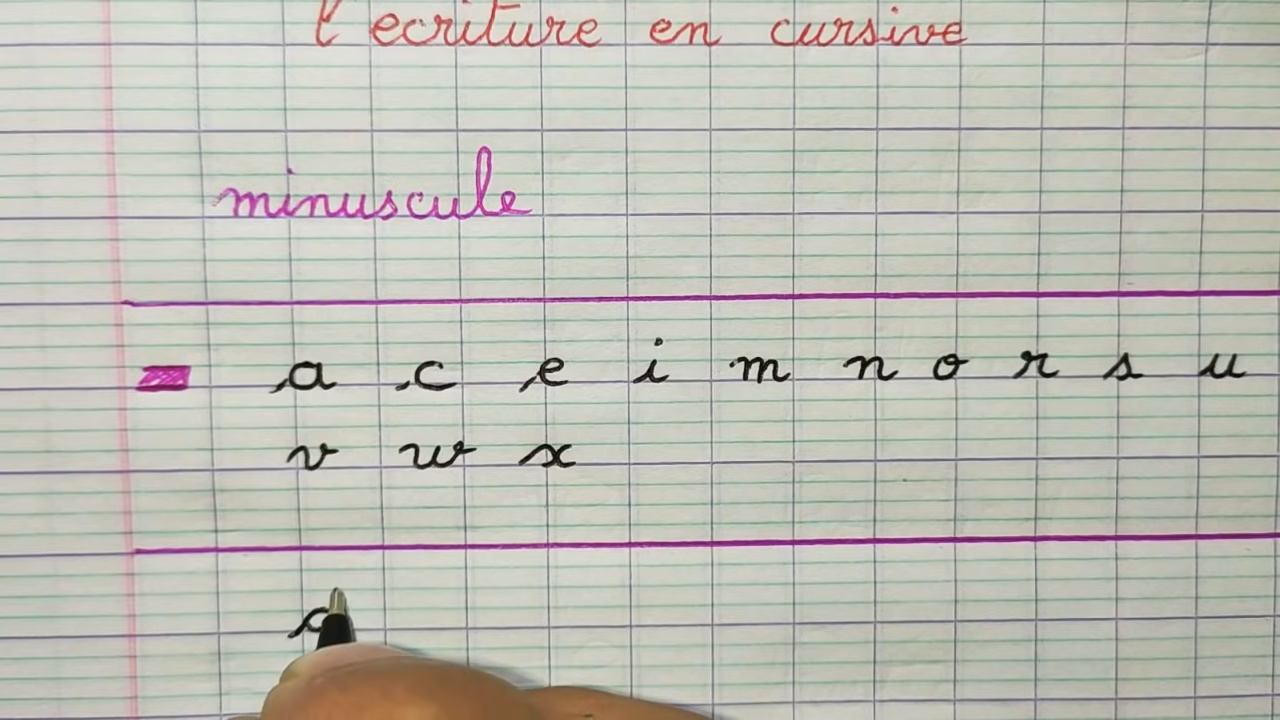 l'ecriture en cursive
minuscule
a c e i m n o r s u
v w x